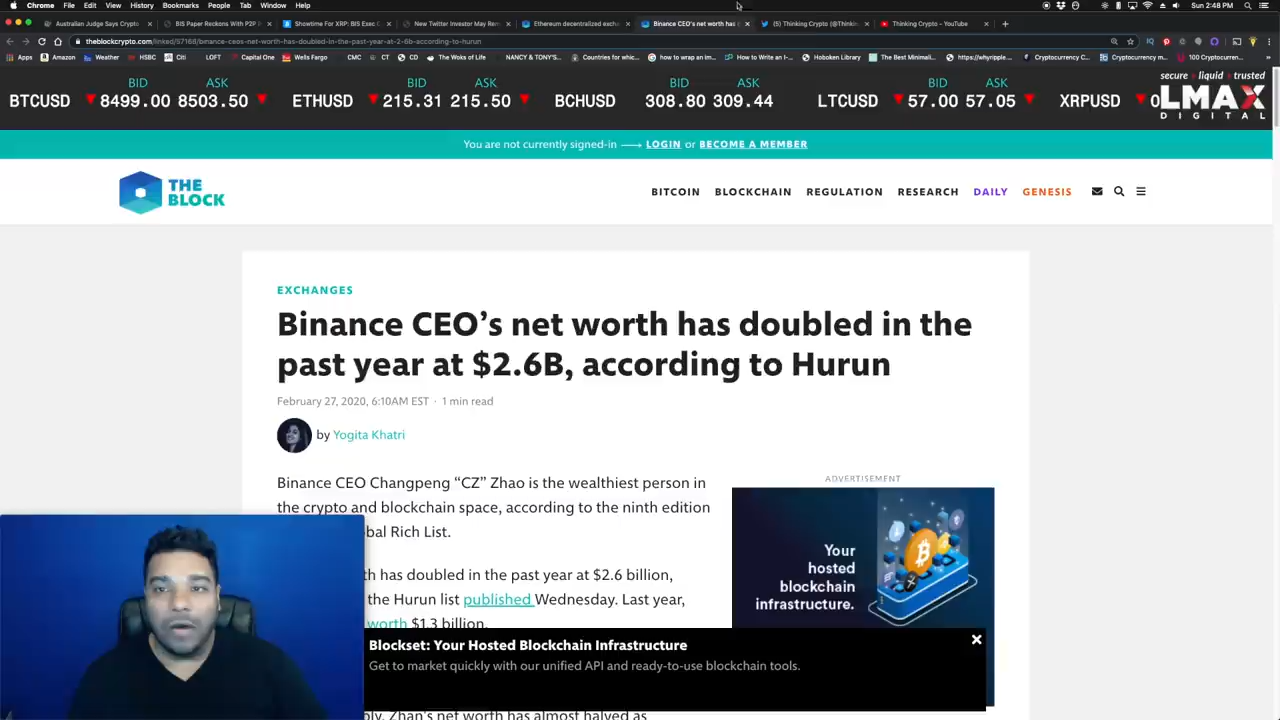 Chrome File Edit View History Bookmarks People Tab Window Help Sun 2:48 PM
Australian Judge Says Crypto
BIS Paper Reckons With P2P
Showtime For XRP: BIS Exec
New Twitter Investor May Rem
Ethereum decentralized exch
Binance CEO's net worth has
(5) Thinking Crypto (@Thinkin
Thinking Crypto - YouTube
theblockcrypto.com/linked/57168/binance-ceos-net-worth-has-doubled-in-the-past-year-at-2-6b-according-to-hurun
Apps Amazon Weather HSBC Citi LOFT Capital One Wells Fargo CMC CT CD The Woks of Life NANCY & TONY'S... Countries for whic... how to wrap an im... How to Write an I-... Hoboken Library The Best Minimali... https://whyripple... Cryptocurrency C... Cryptocurrency m... 100 Cryptocurren...
BID ASK BID ASK BID ASK BID ASK
BTCUSD 8499.00 8503.50 ETHUSD 215.31 215.50 BCHUSD 308.80 309.44 LTCUSD 57.00 57.05 XRPUSD 0
secure liquid trusted
LMAX
DIGITAL
You are not currently signed-in LOGIN or BECOME A MEMBER
THE
BLOCK
BITCOIN BLOCKCHAIN REGULATION RESEARCH DAILY GENESIS
EXCHANGES
Binance CEO's net worth has doubled in the
past year at $2.6B, according to Hurun
February 27, 2020, 6:10AM EST · 1 min read
by Yogita Khatri
Binance CEO Changpeng “CZ” Zhao is the wealthiest person in
the crypto and blockchain space, according to the ninth edition
bal Rich List.
th has doubled in the past year at $2.6 billion,
the Hurun list published Wednesday. Last year,
worth $1.3 billion.
ADVERTISEMENT
Your
hosted
blockchain
infrastructure.
Blockset: Your Hosted Blockchain Infrastructure
Get to market quickly with our unified API and ready-to-use blockchain tools.
bly, Zhan's net worth has almost halved as